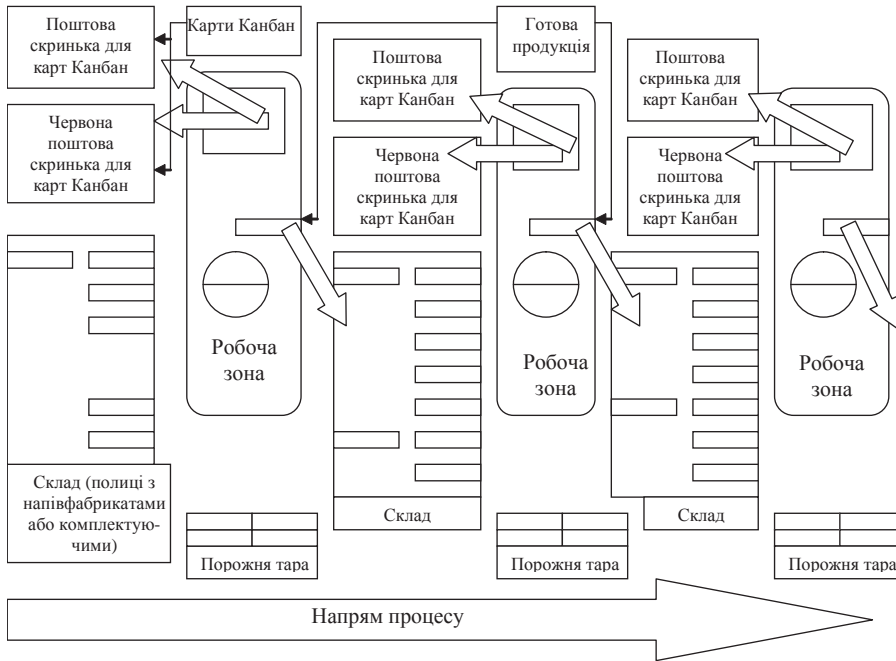 Поштова
скринька для
карт Канбан
Карти Канбан
Готова
продукція
Поштова
скринька для
карт Канбан
Поштова
скринька для
карт Канбан
Червона
поштова
скринька для
карт Канбан
Червона
поштова
скринька для
карт Канбан
Червона
поштова
скринька для
карт Канбан
Робоча
зона
Робоча
зона
Робоча
зона
Склад (полиці з
напівфабрикатами
або комплектую-
чими)
Склад
Склад
Порожня тара
Порожня тара
Порожня тара
Напрям процесу